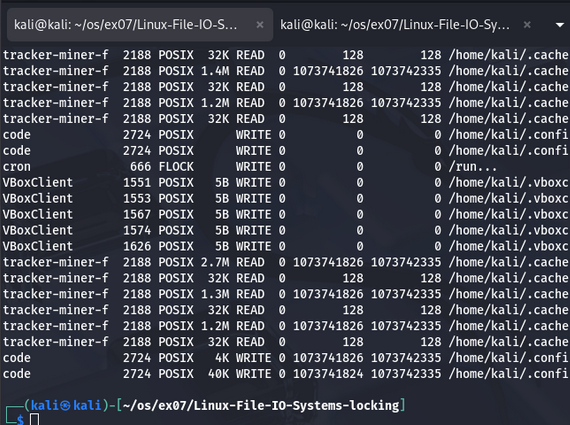 kali@kali: ~/os/ex07/Linux-File-IO-S... × kali@kali: ~/os/ex07/Linux-File-IO-Sy... ×
tracker-miner-f 2188 POSIX 32K READ 0 128 128 /home/kali/.cache
tracker-miner-f 2188 POSIX 1.4M READ 0 1073741826 1073742335 /home/kali/.cache
tracker-miner-f 2188 POSIX 32K READ 0 128 128 /home/kali/.cache
tracker-miner-f 2188 POSIX 1.2M READ 0 1073741826 1073742335 /home/kali/.cache
tracker-miner-f 2188 POSIX 32K READ 0 128 128 /home/kali/.cache
code 2724 POSIX WRITE 0 0 0 /home/kali/.confi
code 2724 POSIX WRITE 0 0 0 /home/kali/.confi
cron 666 FLOCK WRITE 0 0 0 /run...
VBoxClient 1551 POSIX 5B WRITE 0 0 0 /home/kali/.vboxc
VBoxClient 1553 POSIX 5B WRITE 0 0 0 /home/kali/.vboxc
VBoxClient 1567 POSIX 5B WRITE 0 0 0 /home/kali/.vboxc
VBoxClient 1574 POSIX 5B WRITE 0 0 0 /home/kali/.vboxc
VBoxClient 1626 POSIX 5B WRITE 0 0 0 /home/kali/.vboxc
tracker-miner-f 2188 POSIX 2.7M READ 0 1073741826 1073742335 /home/kali/.cache
tracker-miner-f 2188 POSIX 32K READ 0 128 128 /home/kali/.cache
tracker-miner-f 2188 POSIX 1.3M READ 0 1073741826 1073742335 /home/kali/.cache
tracker-miner-f 2188 POSIX 32K READ 0 128 128 /home/kali/.cache
tracker-miner-f 2188 POSIX 1.2M READ 0 1073741826 1073742335 /home/kali/.cache
tracker-miner-f 2188 POSIX 32K READ 0 128 128 /home/kali/.cache
code 2724 POSIX 4K WRITE 0 1073741826 1073742335 /home/kali/.confi
code 2724 POSIX 40K WRITE 0 1073741824 1073742335 /home/kali/.confi
┌──(kali㉿kali)-[~/os/ex07/Linux-File-IO-Systems-locking]
└─$